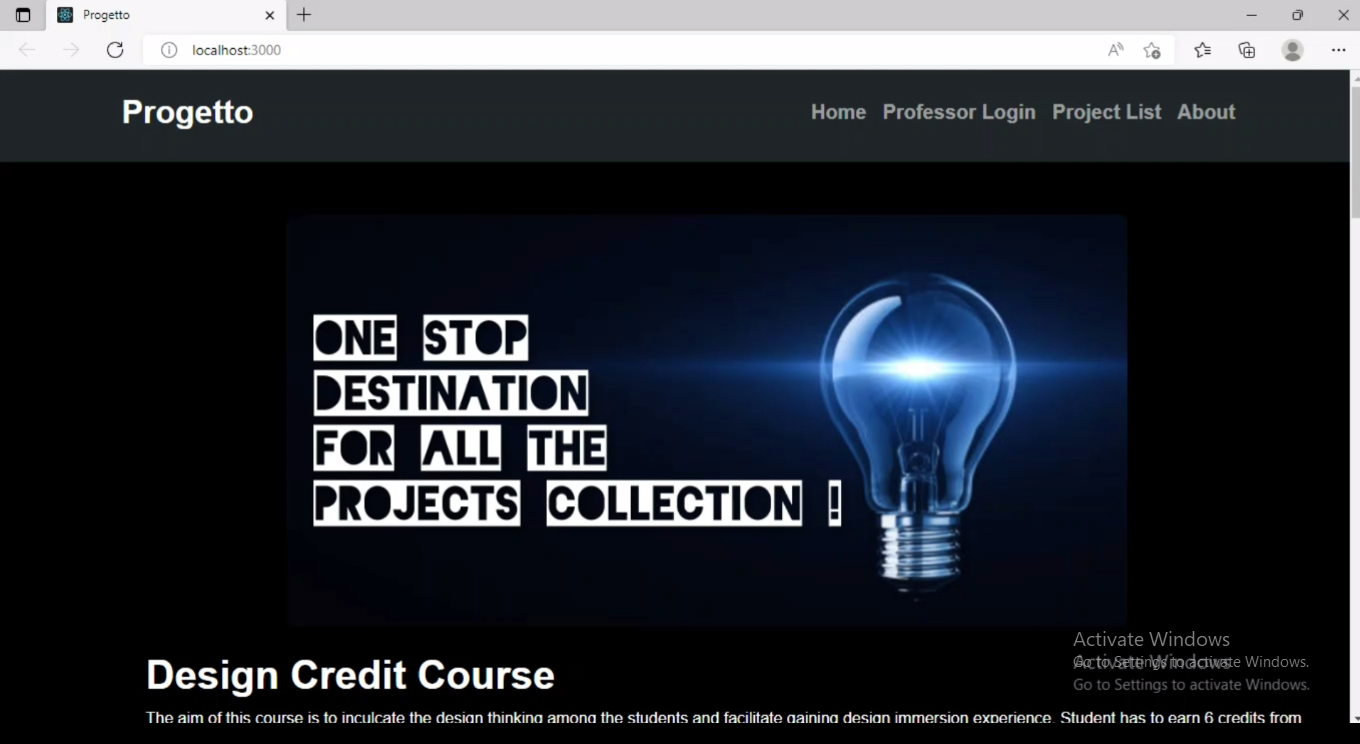 Progetto
localhost:3000
Progetto
Home Professor Login Project List About
ONE STOP
DESTINATION
FOR ALL THE
PROJECTS COLLECTION !
Design Credit Course
The aim of this course is to inculcate the design thinking among the students and facilitate gaining design immersion experience. Student has to earn 6 credits from
Activate Windows
Go to Settings to activate Windows.
Activate Windows
Go to Settings to activate Windows.